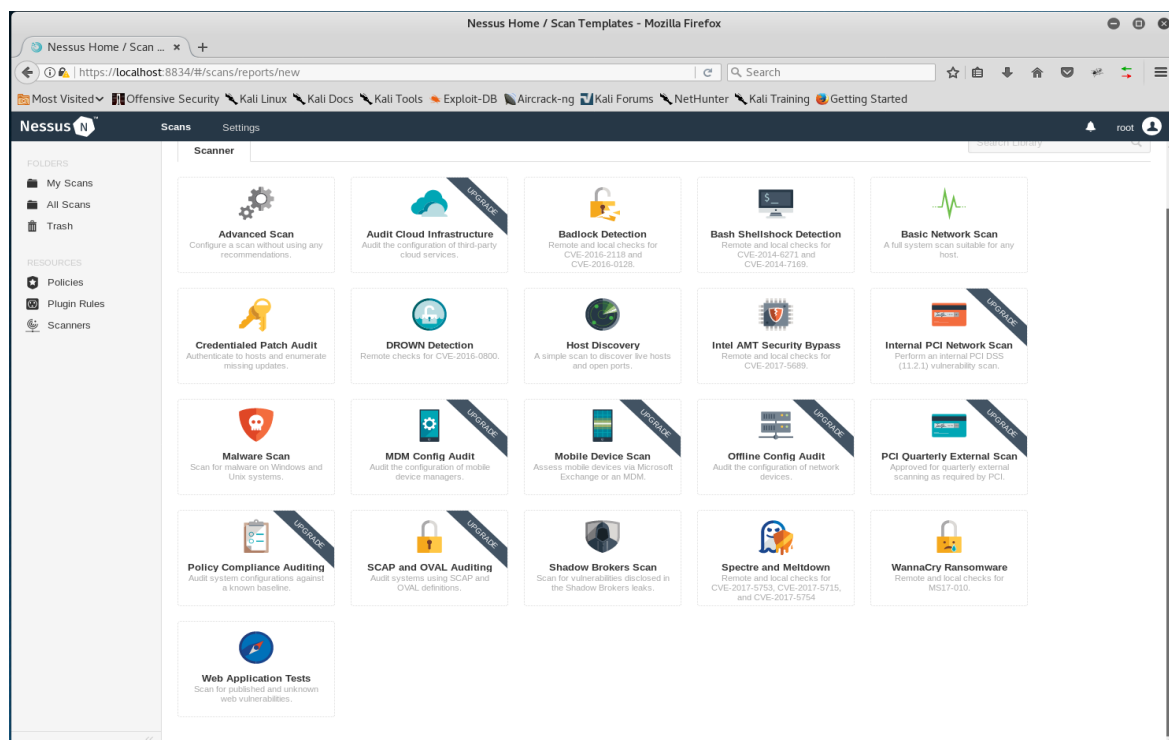 Nessus Home / Scan Templates - Mozilla Firefox
Nessus Home / Scan ... × +
https://localhost:8834/#/scans/reports/new
Search
Most Visited Offensive Security Kali Linux Kali Docs Kali Tools Exploit-DB Aircrack-ng Kali Forums NetHunter Kali Training Getting Started
Nessus N Scans Settings root
Scanner
Search Library
FOLDERS
My Scans
All Scans
Trash
RESOURCES
Policies
Plugin Rules
Scanners
Advanced Scan
Configure a scan without using any
recommendations.
UPGRADE
Audit Cloud Infrastructure
Audit the configuration of third-party
cloud services.
Badlock Detection
Remote and local checks for
CVE-2016-2118 and
CVE-2016-0128.
$_
Bash Shellshock Detection
Remote and local checks for
CVE-2014-6271 and
CVE-2014-7169.
Basic Network Scan
A full system scan suitable for any
host.
Credentialed Patch Audit
Authenticate to hosts and enumerate
missing updates.
DROWN Detection
Remote checks for CVE-2016-0800.
Host Discovery
A simple scan to discover live hosts
and open ports.
Intel AMT Security Bypass
Remote and local checks for
CVE-2017-5689.
UPGRADE
Internal PCI Network Scan
Perform an internal PCI DSS
(11.2.1) vulnerability scan.
Malware Scan
Scan for malware on Windows and
Unix systems.
UPGRADE
MDM Config Audit
Audit the configuration of mobile
device managers.
UPGRADE
Mobile Device Scan
Assess mobile devices via Microsoft
Exchange or an MDM.
UPGRADE
Offline Config Audit
Audit the configuration of network
devices.
UPGRADE
PCI Quarterly External Scan
Approved for quarterly external
scanning as required by PCI.
UPGRADE
Policy Compliance Auditing
Audit system configurations against
a known baseline.
UPGRADE
SCAP and OVAL Auditing
Audit systems using SCAP and
OVAL definitions.
Shadow Brokers Scan
Scan for vulnerabilities disclosed in
the Shadow Brokers leaks.
Spectre and Meltdown
Remote and local checks for
CVE-2017-5753, CVE-2017-5715,
and CVE-2017-5754
WannaCry Ransomware
Remote and local checks for
MS17-010.
Web Application Tests
Scan for published and unknown
web vulnerabilities.